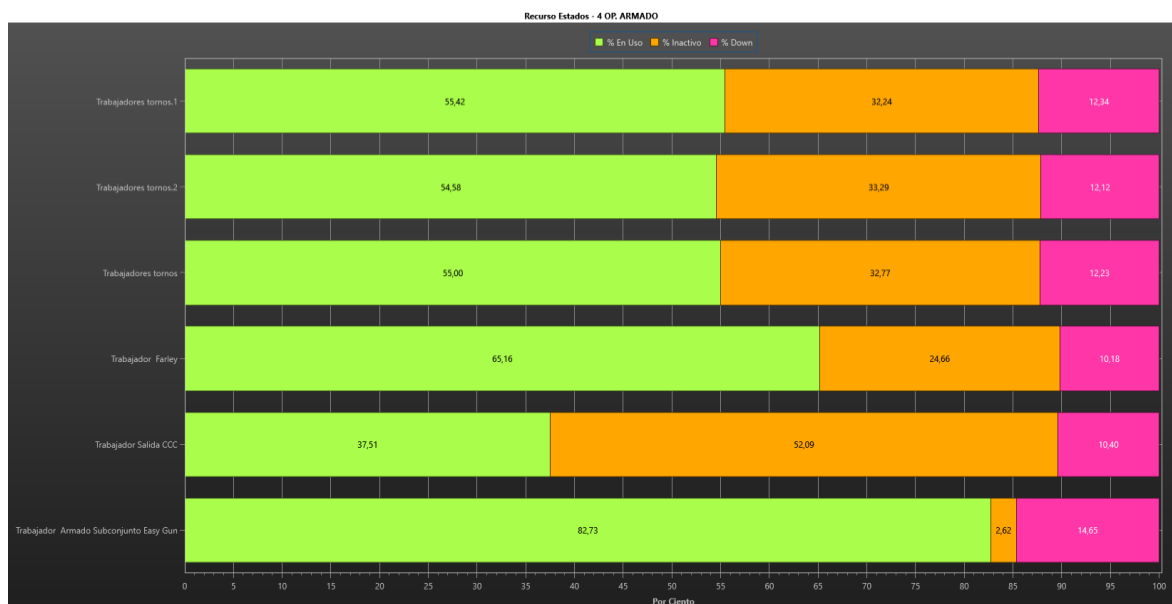 Recurso Estados - 4 OP. ARMADO
% En Uso % Inactivo % Down
Trabajadores tornos.1 55,42 32,24 12,34
Trabajadores tornos.2 54,58 33,29 12,12
Trabajadores tornos 55,00 32,77 12,23
Trabajador Farley 65,16 24,66 10,18
Trabajador Salida CCC 37,51 52,09 10,40
Trabajador Armado Subconjunto Easy Gun 82,73 2,62 14,65
0 5 10 15 20 25 30 35 40 45 50 55 60 65 70 75 80 85 90 95 100
Por Ciento